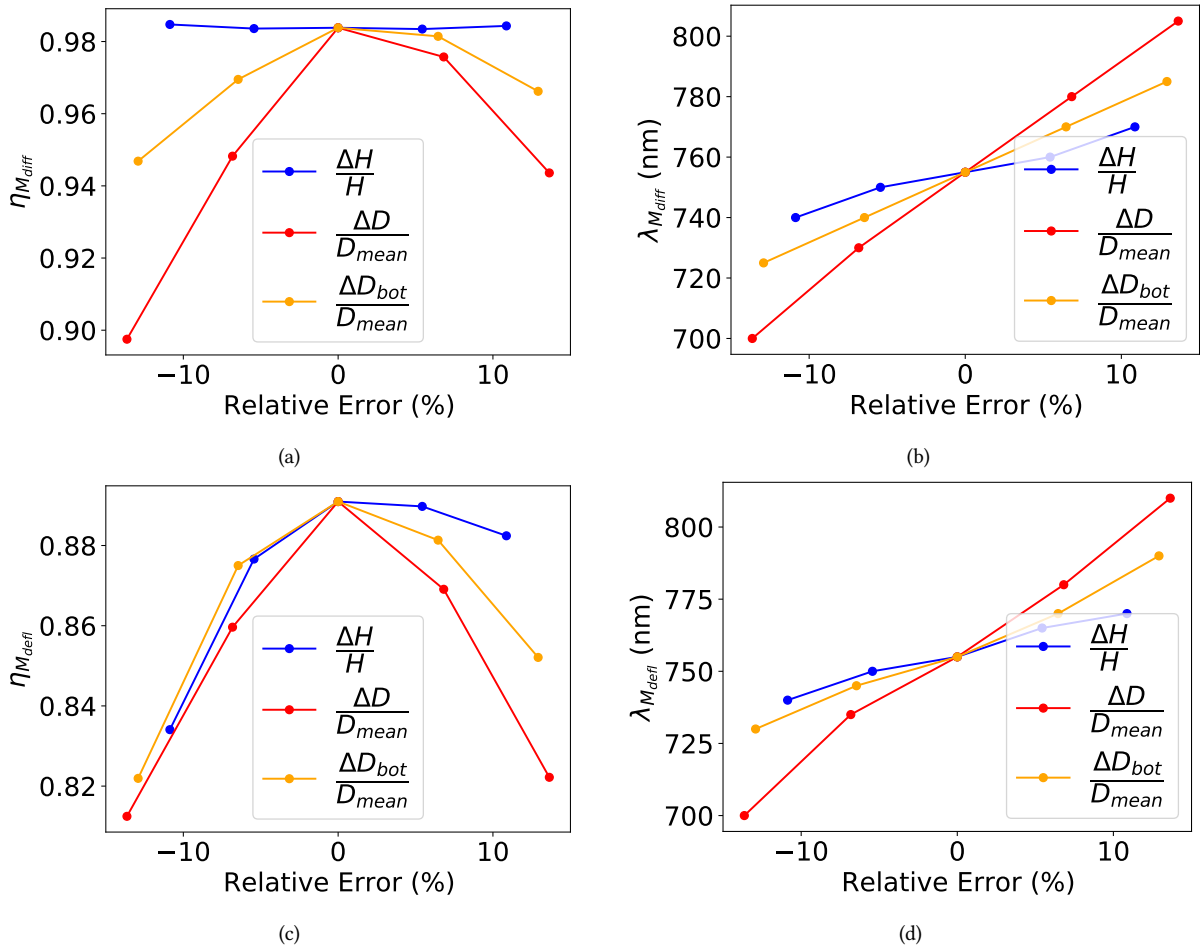 η_{M_{diff}}
0.98
0.96
0.94
0.92
0.90
ΔH
H
ΔD
D_{mean}
ΔD_{bot}
D_{mean}
−10 0 10
Relative Error (%)
(a)
λ_{M_{diff}} (nm)
800
780
760
740
720
700
ΔH
H
ΔD
D_{mean}
ΔD_{bot}
D_{mean}
−10 0 10
Relative Error (%)
(b)
η_{M_{defl}}
0.88
0.86
0.84
0.82
ΔH
H
ΔD
D_{mean}
ΔD_{bot}
D_{mean}
−10 0 10
Relative Error (%)
(c)
λ_{M_{defl}} (nm)
800
775
750
725
700
ΔH
H
ΔD
D_{mean}
ΔD_{bot}
D_{mean}
−10 0 10
Relative Error (%)
(d)